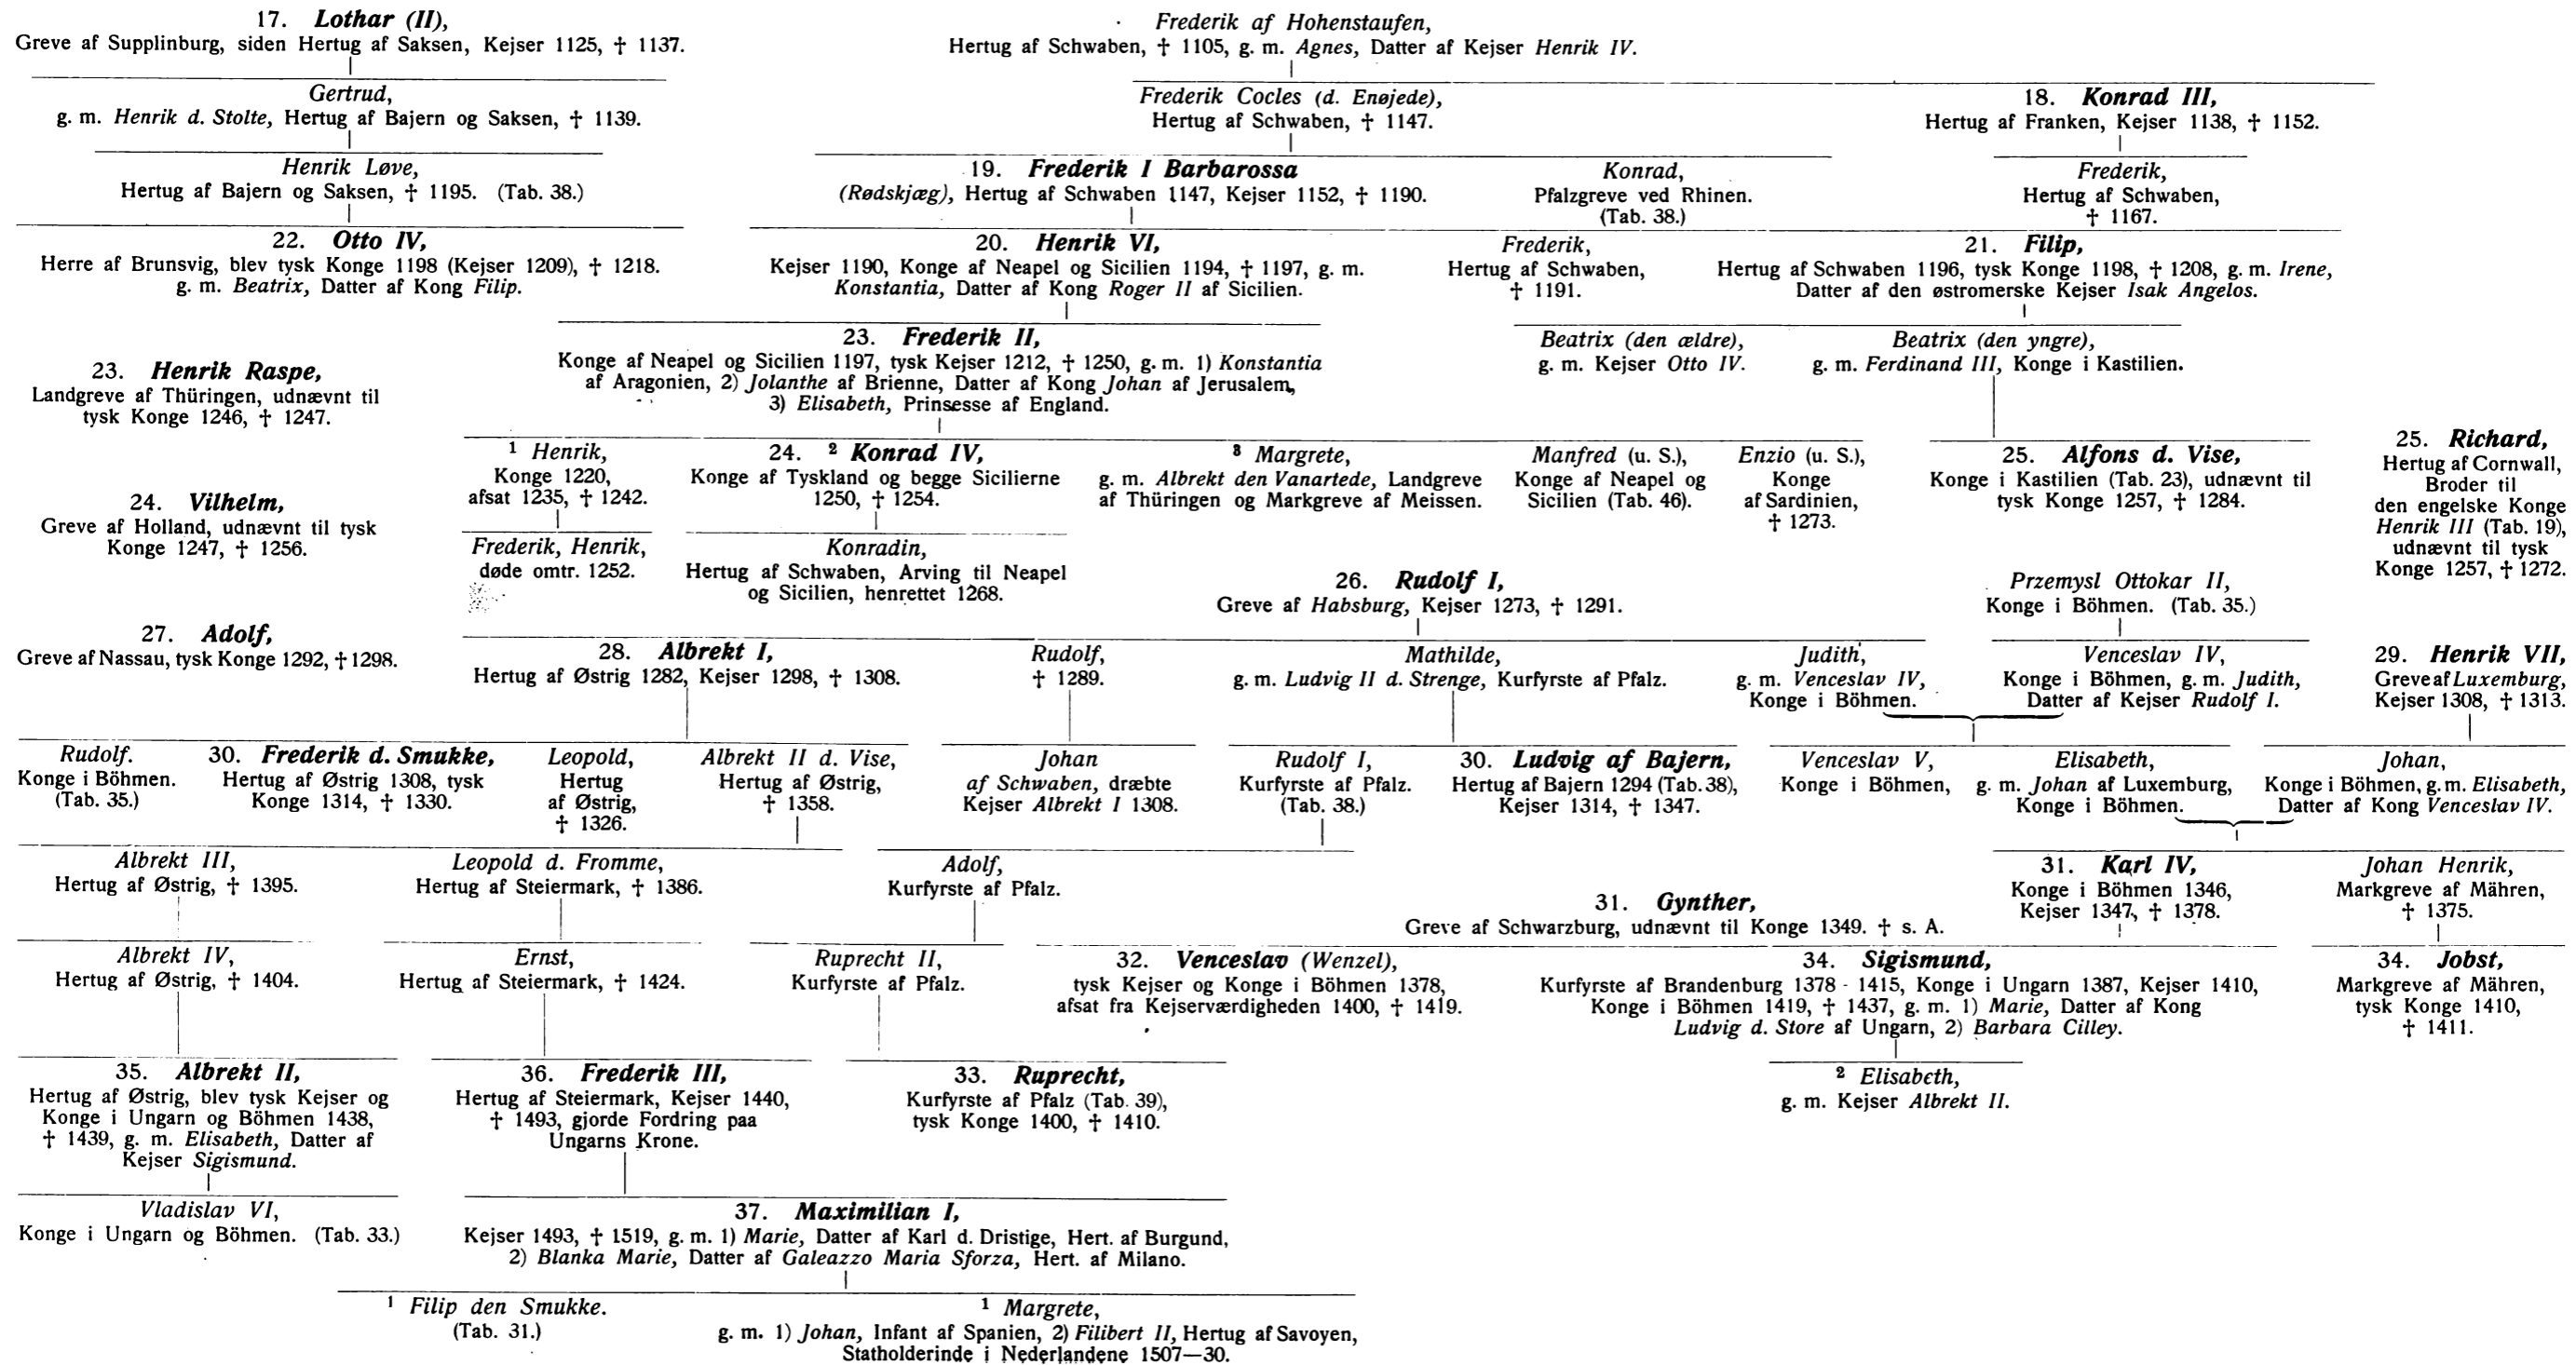 17. Lothar (II),
Greve af Supplinburg, siden Hertug af Saksen, Kejser 1125, † 1137.
Frederik af Hohenstaufen,
Hertug af Schwaben, † 1105, g. m. Agnes, Datter af Kejser Henrik IV.
Gertrud,
g. m. Henrik d. Stolte, Hertug af Bajern og Saksen, † 1139.
Frederik Cocles (d. Enøjede),
Hertug af Schwaben, † 1147.
18. Konrad III,
Hertug af Franken, Kejser 1138, † 1152.
Henrik Løve,
Hertug af Bajern og Saksen, † 1195. (Tab. 38.)
19. Frederik I Barbarossa
(Rødskjæg), Hertug af Schwaben 1147, Kejser 1152, † 1190.
Konrad,
Pfalzgreve ved Rhinen.
(Tab. 38.)
Frederik,
Hertug af Schwaben,
† 1167.
22. Otto IV,
Herre af Brunsvig, blev tysk Konge 1198 (Kejser 1209), † 1218.
g. m. Beatrix, Datter af Kong Filip.
20. Henrik VI,
Kejser 1190, Konge af Neapel og Sicilien 1194, † 1197, g. m.
Konstantia, Datter af Kong Roger II af Sicilien.
Frederik,
Hertug af Schwaben,
† 1191.
21. Filip,
Hertug af Schwaben 1196, tysk Konge 1198, † 1208, g. m. Irene,
Datter af den østromerske Kejser Isak Angelos.
23. Henrik Raspe,
Landgreve af Thüringen, udnævnt til
tysk Konge 1246, † 1247.
23. Frederik II,
Konge af Neapel og Sicilien 1197, tysk Kejser 1212, † 1250, g. m. 1) Konstantia
af Aragonien, 2) Jolanthe af Brienne, Datter af Kong Johan af Jerusalem,
3) Elisabeth, Prinsesse af England.
Beatrix (den ældre),
g. m. Kejser Otto IV.
Beatrix (den yngre),
g. m. Ferdinand III, Konge i Kastilien.
24. Vilhelm,
Greve af Holland, udnævnt til tysk
Konge 1247, † 1256.
1 Henrik,
Konge 1220,
afsat 1235, † 1242.
24. 2 Konrad IV,
Konge af Tyskland og begge Sicilierne
1250, † 1254.
3 Margrete,
g. m. Albrekt den Vanartede, Landgreve
af Thüringen og Markgreve af Meissen.
Manfred (u. S.),
Konge af Neapel og
Sicilien (Tab. 46).
Enzio (u. S.),
Konge
af Sardinien,
† 1273.
25. Alfons d. Vise,
Konge i Kastilien (Tab. 23), udnævnt til
tysk Konge 1257, † 1284.
25. Richard,
Hertug af Cornwall,
Broder til
den engelske Konge
Henrik III (Tab. 19),
udnævnt til tysk
Konge 1257, † 1272.
Frederik, Henrik,
døde omtr. 1252.
Konradin,
Hertug af Schwaben, Arving til Neapel
og Sicilien, henrettet 1268.
26. Rudolf I,
Greve af Habsburg, Kejser 1273, † 1291.
Przemysl Ottokar II,
Konge i Böhmen. (Tab. 35.)
27. Adolf,
Greve af Nassau, tysk Konge 1292, † 1298.
28. Albrekt I,
Hertug af Østrig 1282, Kejser 1298, † 1308.
Rudolf,
† 1289.
Mathilde,
g. m. Ludvig II d. Strenge, Kurfyrste af Pfalz.
Judith,
g. m. Venceslav IV,
Konge i Böhmen.
Venceslav IV,
Konge i Böhmen, g. m. Judith,
Datter af Kejser Rudolf I.
29. Henrik VII,
Greve af Luxemburg,
Kejser 1308, † 1313.
Rudolf.
Konge i Böhmen.
(Tab. 35.)
30. Frederik d. Smukke,
Hertug af Østrig 1308, tysk
Konge 1314, † 1330.
Leopold,
Hertug
af Østrig,
† 1326.
Albrekt II d. Vise,
Hertug af Østrig,
† 1358.
Johan
af Schwaben, dræbte
Kejser Albrekt I 1308.
Rudolf I,
Kurfyrste af Pfalz.
(Tab. 38.)
30. Ludvig af Bajern,
Hertug af Bajern 1294 (Tab. 38),
Kejser 1314, † 1347.
Venceslav V,
Konge i Böhmen,
Elisabeth,
g. m. Johan af Luxemburg,
Konge i Böhmen.
Johan,
Konge i Böhmen, g. m. Elisabeth,
Datter af Kong Venceslav IV.
Albrekt III,
Hertug af Østrig, † 1395.
Leopold d. Fromme,
Hertug af Steiermark, † 1386.
Adolf,
Kurfyrste af Pfalz.
31. Gynther,
Greve af Schwarzburg, udnævnt til Konge 1349. † s. A.
31. Karl IV,
Konge i Böhmen 1346,
Kejser 1347, † 1378.
Johan Henrik,
Markgreve af Mähren,
† 1375.
Albrekt IV,
Hertug af Østrig, † 1404.
Ernst,
Hertug af Steiermark, † 1424.
Ruprecht II,
Kurfyrste af Pfalz.
32. Venceslav (Wenzel),
tysk Kejser og Konge i Böhmen 1378,
afsat fra Kejserværdigheden 1400, † 1419.
34. Sigismund,
Kurfyrste af Brandenburg 1378 - 1415, Konge i Ungarn 1387, Kejser 1410,
Konge i Böhmen 1419, † 1437, g. m. 1) Marie, Datter af Kong
Ludvig d. Store af Ungarn, 2) Barbara Cilley.
34. Jobst,
Markgreve af Mähren,
tysk Konge 1410,
† 1411.
35. Albrekt II,
Hertug af Østrig, blev tysk Kejser og
Konge i Ungarn og Böhmen 1438,
† 1439, g. m. Elisabeth, Datter af
Kejser Sigismund.
36. Frederik III,
Hertug af Steiermark, Kejser 1440,
† 1493, gjorde Fordring paa
Ungarns Krone.
33. Ruprecht,
Kurfyrste af Pfalz (Tab. 39),
tysk Konge 1400, † 1410.
2 Elisabeth,
g. m. Kejser Albrekt II.
Vladislav VI,
Konge i Ungarn og Böhmen. (Tab. 33.)
37. Maximilian I,
Kejser 1493, † 1519, g. m. 1) Marie, Datter af Karl d. Dristige, Hert. af Burgund,
2) Blanka Marie, Datter af Galeazzo Maria Sforza, Hert. af Milano.
1 Filip den Smukke.
(Tab. 31.)
1 Margrete,
g. m. 1) Johan, Infant af Spanien, 2) Filibert II, Hertug af Savoyen,
Statholderinde i Nederlandene 1507—30.